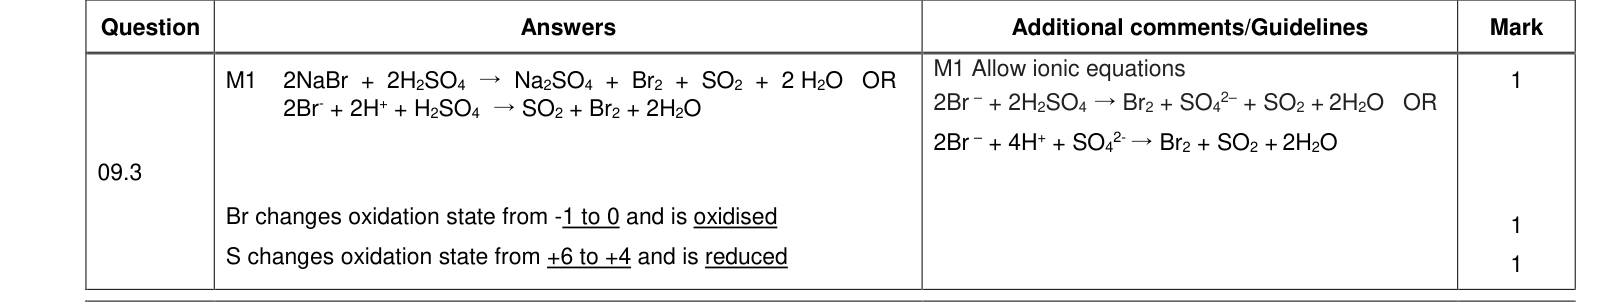 Question Answers Additional comments/Guidelines Mark
M1 2NaBr + 2H₂SO₄ → Na₂SO₄ + Br₂ + SO₂ + 2 H₂O OR
2Br⁻ + 2H⁺ + H₂SO₄ → SO₂ + Br₂ + 2H₂O
M1 Allow ionic equations
2Br⁻ + 2H₂SO₄ → Br₂ + SO₄²⁻ + SO₂ + 2H₂O OR
2Br⁻ + 4H⁺ + SO₄²⁻ → Br₂ + SO₂ + 2H₂O
1
09.3
Br changes oxidation state from -1 to 0 and is oxidised
1
S changes oxidation state from +6 to +4 and is reduced
1